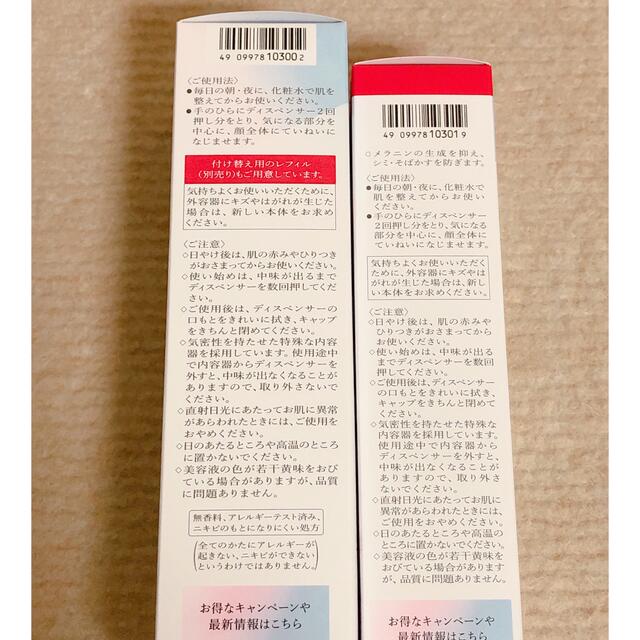 49 09978 10300 2
〈ご使用法〉
●毎日の朝・夜に、化粧水で肌を
整えてからお使いください。
●手のひらにディスペンサー2回
押し分をとり、気になる部分を
中心に、顔全体にていねいに
なじませます。
付け替え用のレフィル
(別売り)もご用意しています。
気持ちよくお使いいただくために、
外容器にキズやはがれが生じた
場合は、新しい本体をお求め
ください。
〈ご注意〉
◇日やけ後は、肌の赤みやひりつき
がおさまってからお使いください。
◇使い始めは、中味が出るまで
ディスペンサーを数回押して
ください。
◇ご使用後は、ディスペンサーの
口もとをきれいに拭き、キャップ
をきちんと閉めてください。
◇気密性を持たせた特殊な内容
器を採用しています。使用途中
で内容器からディスペンサーを
外すと、中味が出なくなることが
ありますので、取り外さないで
ください。
◇直射日光にあたってお肌に異常
があらわれたときには、ご使用を
おやめください。
◇日のあたるところや高温のところ
に置かないでください。
◇美容液の色が若干黄味をおび
ている場合がありますが、品質
に問題ありません。
無香料、アレルギーテスト済み、
ニキビのもとになりにくい処方
(全てのかたにアレルギーが
起きない、ニキビができない
というわけではありません)
お得なキャンペーンや
最新情報はこちら
49 09978 10301 9
○メラニンの生成を抑え、
シミ・そばかすを防ぎます。
〈ご使用法〉
●毎日の朝・夜に、化粧水で
肌を整えてからお使い
ください。
●手のひらにディスペンサー
2回押し分をとり、気になる
部分を中心に、顔全体に
ていねいになじませます。
気持ちよくお使いいただく
ために、外容器にキズやは
がれが生じた場合は、新し
い本体をお求めください。
〈ご注意〉
◇日やけ後は、肌の赤みや
ひりつきがおさまってから
お使いください。
◇使い始めは、中味が出る
までディスペンサーを数回
押してください。
◇ご使用後は、ディスペンサー
の口もとをきれいに拭き、
キャップをきちんと閉めて
ください。
◇気密性を持たせた特殊
な内容器を採用しています。
使用途中で内容器から
ディスペンサーを外すと、
中味が出なくなることが
ありますので、取り外さ
ないでください。
◇直射日光にあたってお肌に
異常があらわれたときには、
ご使用をおやめください。
◇日のあたるところや高温の
ところに置かないでください。
◇美容液の色が若干黄味を
おびている場合があります
が、品質に問題ありません。
お得なキャンペーンや
最新情報はこちら